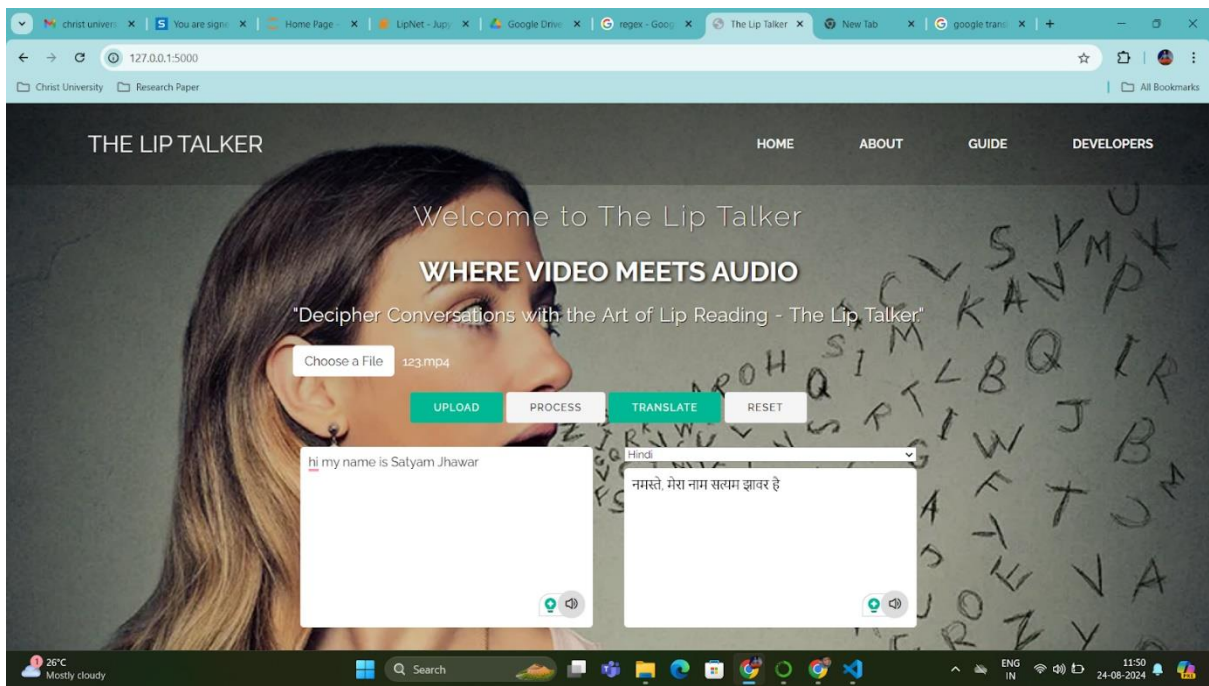 christ univers
You are signe
Home Page -
LipNet - Jupy
Google Drive
regex - Goog
The Lip Talker
New Tab
google trans
127.0.0.1:5000
Christ University
Research Paper
All Bookmarks
THE LIP TALKER
HOME
ABOUT
GUIDE
DEVELOPERS
Welcome to The Lip Talker
WHERE VIDEO MEETS AUDIO
"Decipher Conversations with the Art of Lip Reading - The Lip Talker."
Choose a File
123.mp4
UPLOAD
PROCESS
TRANSLATE
RESET
hi my name is Satyam Jhawar
Hindi
नमस्ते, मेरा नाम सत्यम झावर है
1
26°C
Mostly cloudy
Search
ENG
IN
11:50
24-08-2024